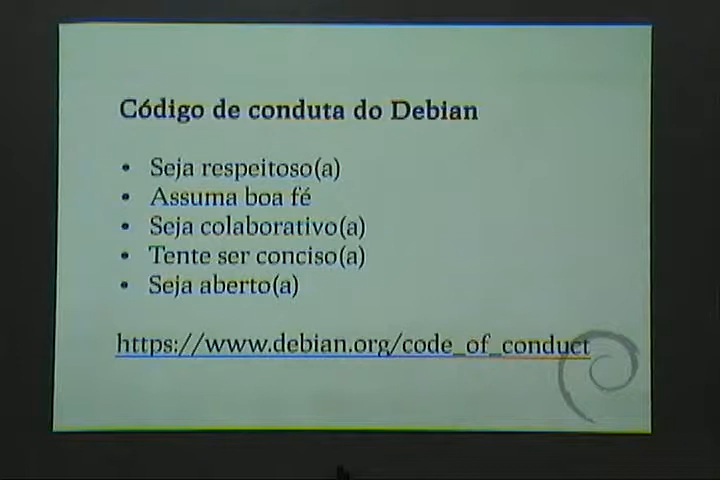 Código de conduta do Debian
• Seja respeitoso(a)
• Assuma boa fé
• Seja colaborativo(a)
• Tente ser conciso(a)
• Seja aberto(a)
https://www.debian.org/code_of_conduct